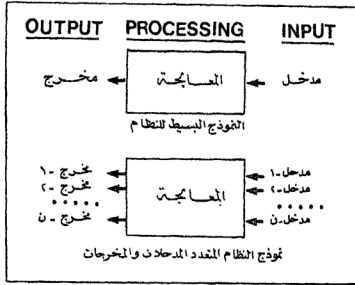 OUTPUT PROCESSING INPUT
مدخل المعالجة مخرج
النموذج البسيط للنظام
مدخل-١ مخرج-١
مدخل-٢ مخرج-٢
المعالجة
..... .....
مدخل-ن مخرج-ن
نموذج النظام المتعدد المدخلات والمخرجات